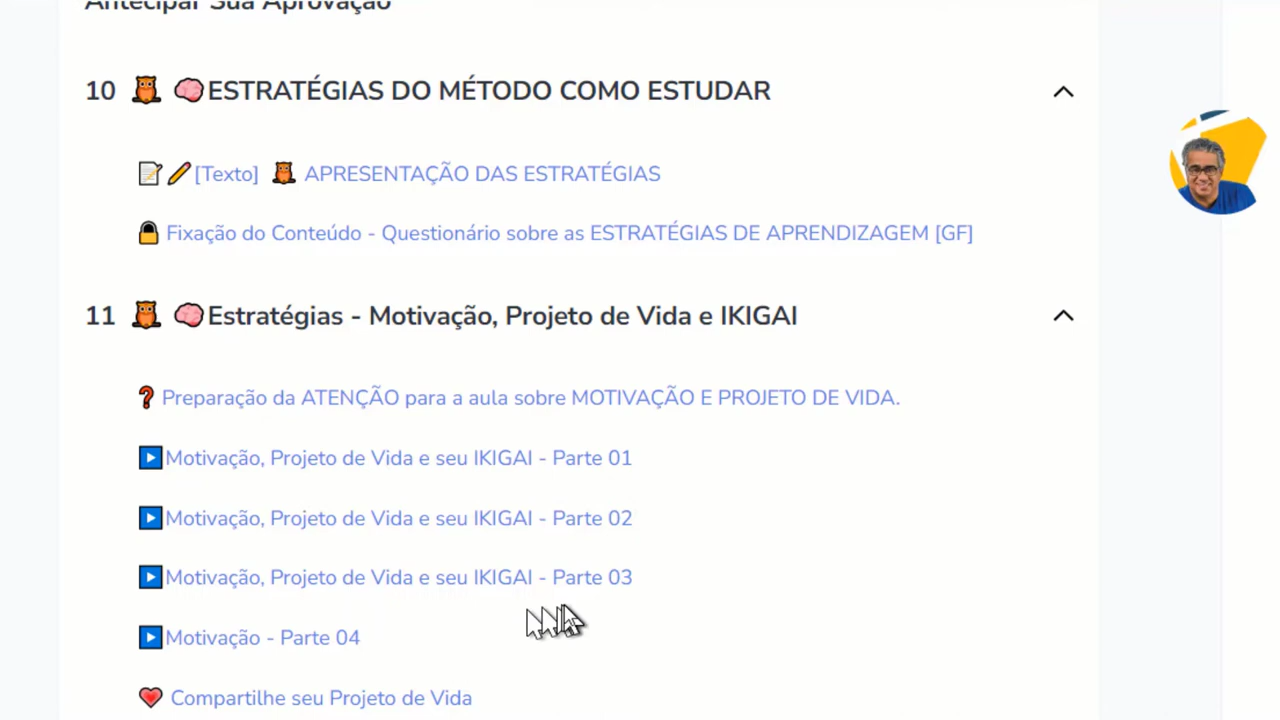 Antecipar Sua Aprovação
10 🦉 🧠ESTRATÉGIAS DO MÉTODO COMO ESTUDAR
📝✏️[Texto] 🦉 APRESENTAÇÃO DAS ESTRATÉGIAS
🔒 Fixação do Conteúdo - Questionário sobre as ESTRATÉGIAS DE APRENDIZAGEM [GF]
11 🦉 🧠Estratégias - Motivação, Projeto de Vida e IKIGAI
❓ Preparação da ATENÇÃO para a aula sobre MOTIVAÇÃO E PROJETO DE VIDA.
▶️Motivação, Projeto de Vida e seu IKIGAI - Parte 01
▶️Motivação, Projeto de Vida e seu IKIGAI - Parte 02
▶️Motivação, Projeto de Vida e seu IKIGAI - Parte 03
▶️Motivação - Parte 04
❤️ Compartilhe seu Projeto de Vida